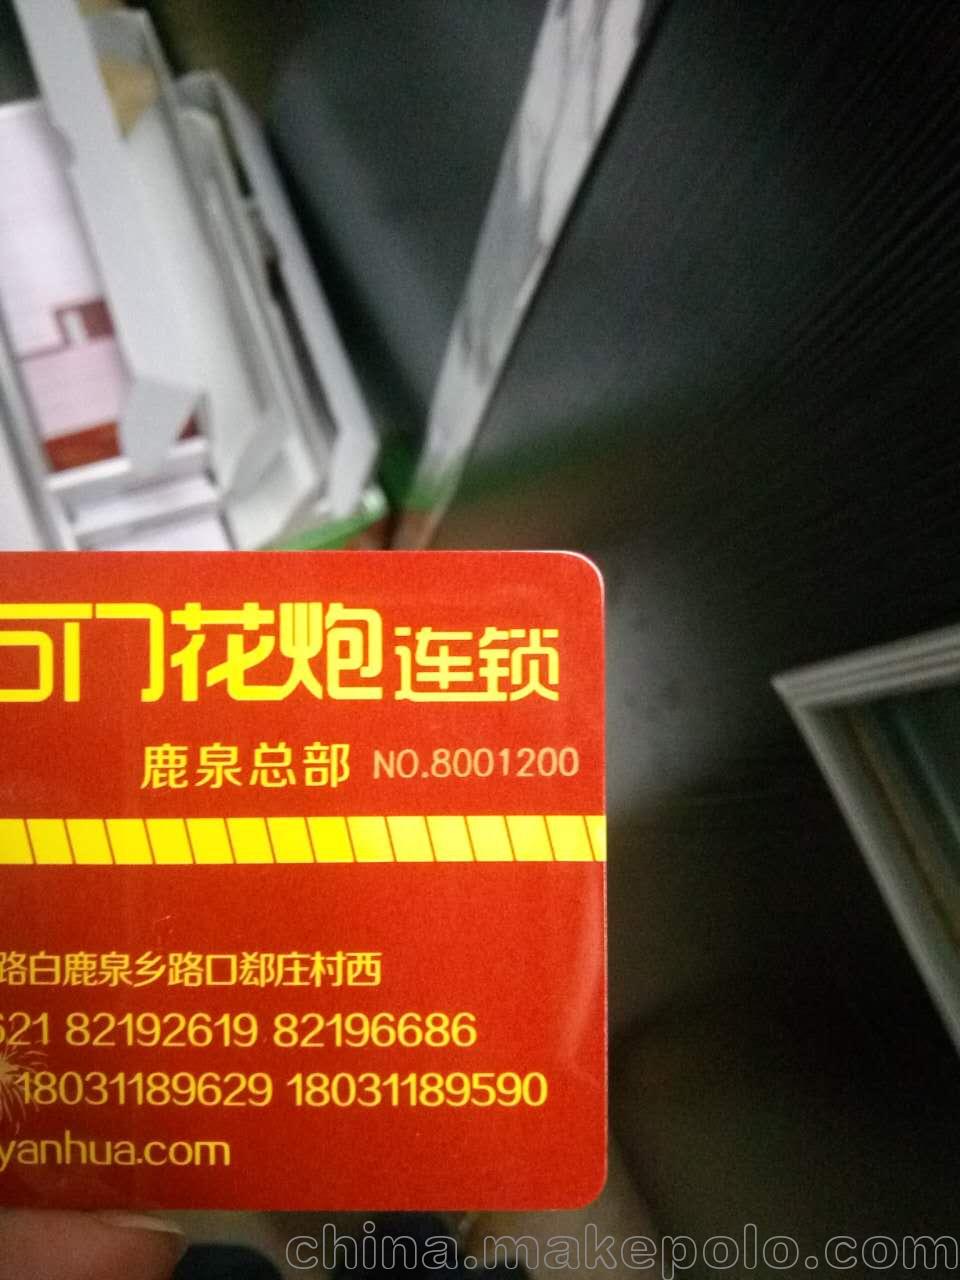 石门花炮连锁
鹿泉总部 NO.8001200
路白鹿泉乡路口郄庄村西
621 82192619 82196686
18031189629 18031189590
yanhua.com
china.makepolo.com